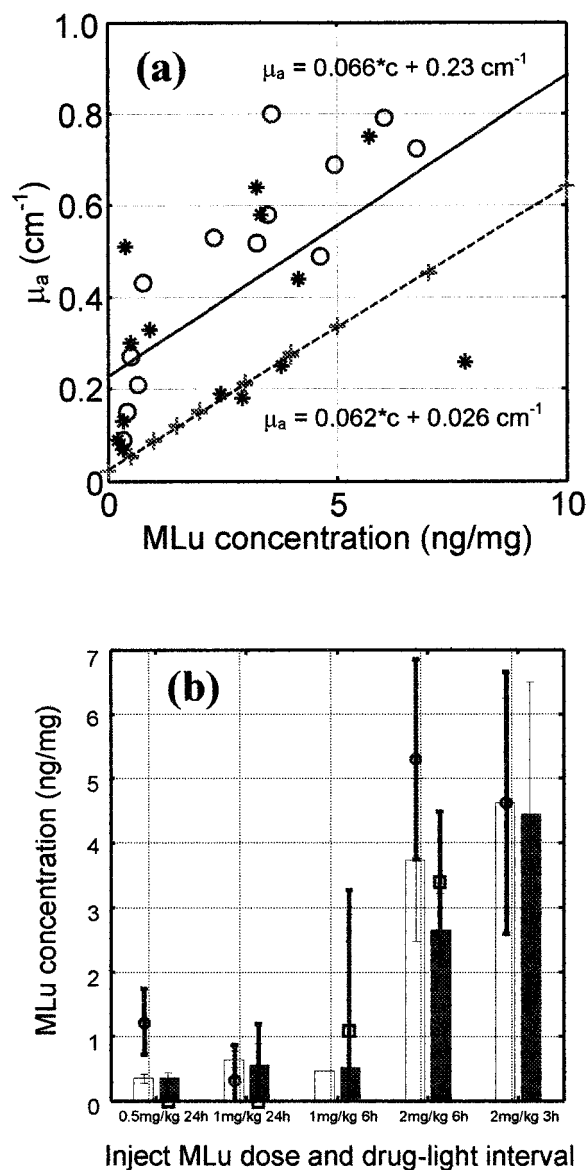 1.0
(a)
μa = 0.066*c + 0.23 cm-1
0.8
0.6
μa (cm-1)
0.4
0.2
μa = 0.062*c + 0.026 cm-1
0
0
5
10
MLu concentration (ng/mg)
7
(b)
6
5
4
3
2
1
0
MLu concentration (ng/mg)
0.5mg/kg 24h 1mg/kg 24h 1mg/kg 6h 2mg/kg 6h 2mg/kg 3h
Inject MLu dose and drug-light interval